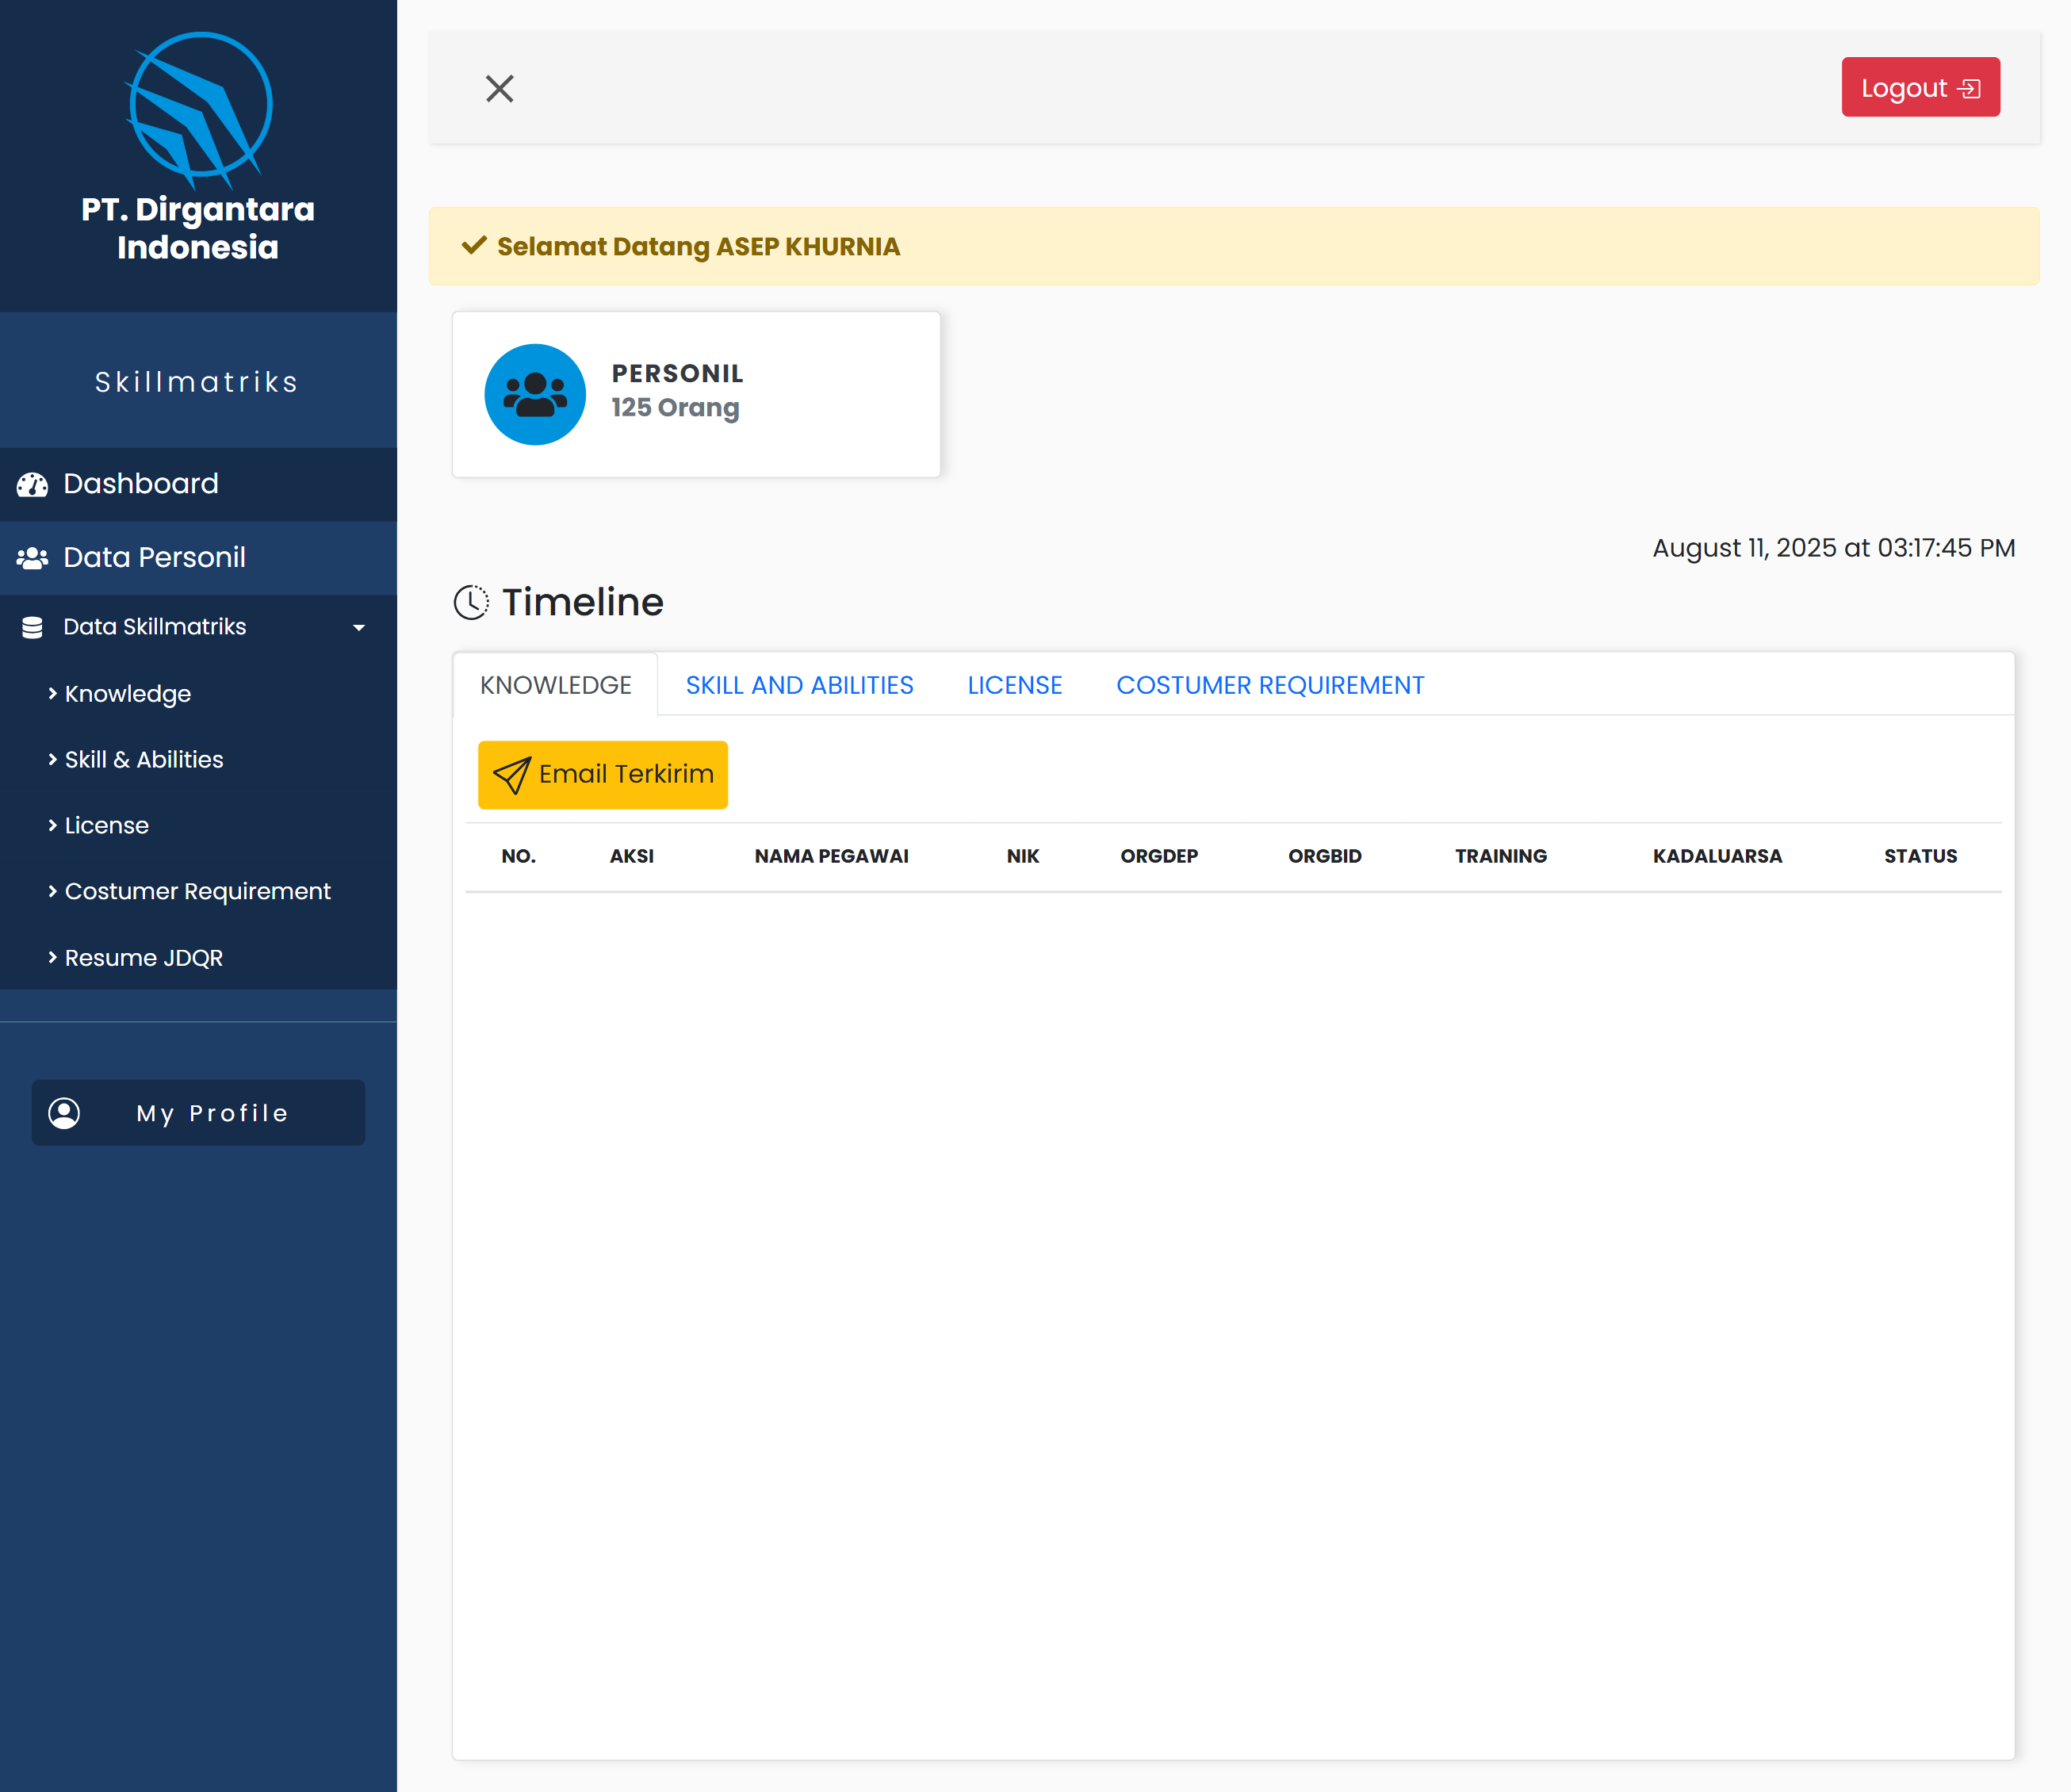 PT. Dirgantara
Indonesia
Skillmatriks
Dashboard
Data Personil
Data Skillmatriks
Knowledge
Skill & Abilities
License
Costumer Requirement
Resume JDQR
My Profile
Logout
Selamat Datang ASEP KHURNIA
PERSONIL
125 Orang
August 11, 2025 at 03:17:45 PM
Timeline
KNOWLEDGE SKILL AND ABILITIES LICENSE COSTUMER REQUIREMENT
Email Terkirim
NO. AKSI NAMA PEGAWAI NIK ORGDEP ORGBID TRAINING KADALUARSA STATUS